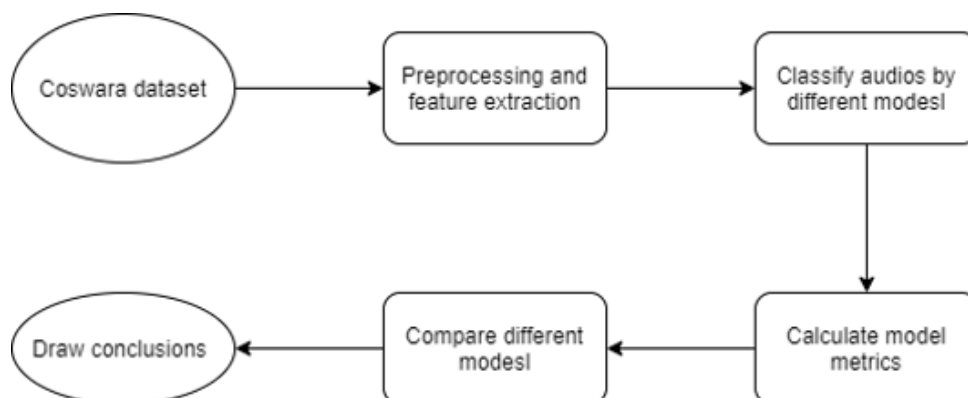 Coswara dataset
Preprocessing and
feature extraction
Classify audios by
different modesl
Calculate model
metrics
Compare different
modesl
Draw conclusions